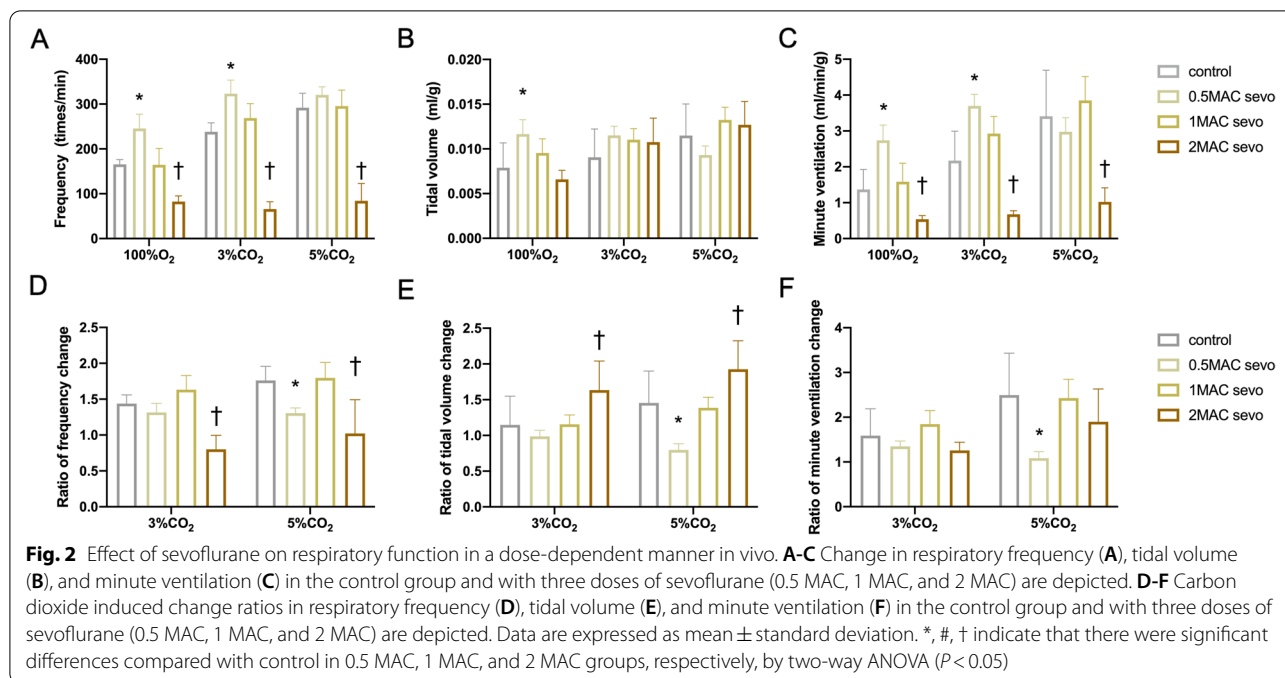 A
Frequency (times/min)
400
300
200
100
0
*
†
*
†
†
100%O₂
3%CO₂
5%CO₂
B
Tidal volume (ml/g)
0.020
0.015
0.010
0.005
0.000
*
100%O₂
3%CO₂
5%CO₂
C
Minute ventilation (ml/min/g)
5
4
3
2
1
0
*
†
*
†
†
100%O₂
3%CO₂
5%CO₂
control
0.5MAC sevo
1MAC sevo
2MAC sevo
D
Ratio of frequency change
2.5
2.0
1.5
1.0
0.5
0.0
†
*
†
3%CO₂
5%CO₂
E
Ratio of tidal volume change
2.5
2.0
1.5
1.0
0.5
0.0
†
*
†
3%CO₂
5%CO₂
F
Ratio of minute ventilation change
4
3
2
1
0
*
3%CO₂
5%CO₂
control
0.5MAC sevo
1MAC sevo
2MAC sevo
Fig. 2 Effect of sevoflurane on respiratory function in a dose-dependent manner in vivo. A-C Change in respiratory frequency (A), tidal volume
(B), and minute ventilation (C) in the control group and with three doses of sevoflurane (0.5 MAC, 1 MAC, and 2 MAC) are depicted. D-F Carbon
dioxide induced change ratios in respiratory frequency (D), tidal volume (E), and minute ventilation (F) in the control group and with three doses of
sevoflurane (0.5 MAC, 1 MAC, and 2 MAC) are depicted. Data are expressed as mean ± standard deviation. *, #, † indicate that there were significant
differences compared with control in 0.5 MAC, 1 MAC, and 2 MAC groups, respectively, by two-way ANOVA (P < 0.05)